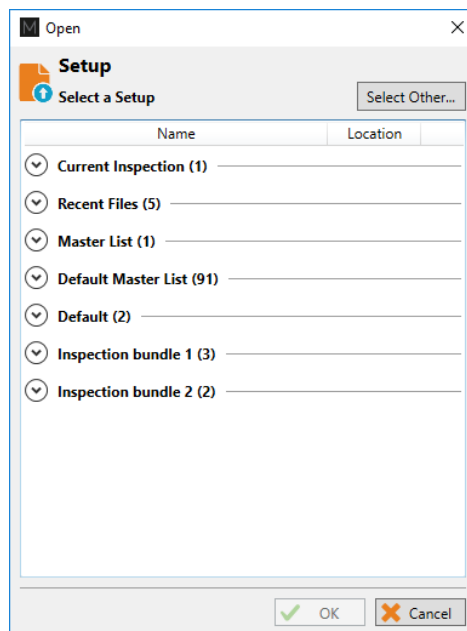 M Open
Setup
Select a Setup
Select Other...
Name Location
Current Inspection (1)
Recent Files (5)
Master List (1)
Default Master List (91)
Default (2)
Inspection bundle 1 (3)
Inspection bundle 2 (2)
OK Cancel